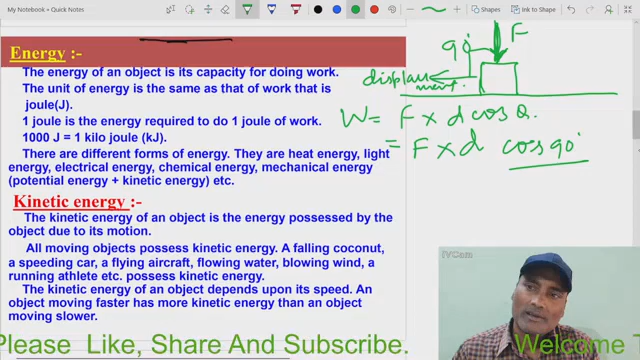 My Notebook
Saved
Shapes
Ink to Shape
Energy :-
The energy of an object is its capacity for doing work.
The unit of energy is the same as that of work that is
joule(J).
1 joule is the energy required to do 1 joule of work.
1000 J = 1 kilo joule (kJ).
There are different forms of energy. They are heat energy, light
energy, electrical energy, chemical energy, mechanical energy
(potential energy + kinetic energy) etc.
Kinetic energy :-
The kinetic energy of an object is the energy possessed by the
object due to its motion.
All moving objects possess kinetic energy. A falling coconut,
a speeding car, a flying aircraft, flowing water, blowing wind, a
running athlete etc. possess kinetic energy.
The kinetic energy of an object depends upon its speed. An
object moving faster has more kinetic energy than an object
moving slower.
90° F
displace
ment.
W = F × d cos θ.
= F × d cos 90°
iVCam
Please Like, Share And Subscribe. Welcome T